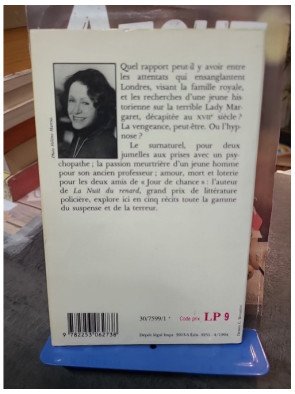 Quel rapport peut-il y avoir entre
les attentats qui ensanglantent
Londres, visant la famille royale,
et les recherches d'une jeune his-
torienne sur la terrible Lady Mar-
garet, décapitée au XVIIe siècle ?
La vengeance, peut-être. Ou l'hyp-
nose ?
Le surnaturel, pour deux
jumelles aux prises avec un psy-
chopathe ; la passion meurtrière d'un jeune homme
pour son ancien professeur ; amour, mort et loterie
pour les deux amis de « Jour de chance » : l'auteur
de La Nuit du renard, grand prix de littérature
policière, explore ici en cinq récits toute la gamme
du suspense et de la terreur.
30/7599/1
Code prix LP 9
9 782253 062738